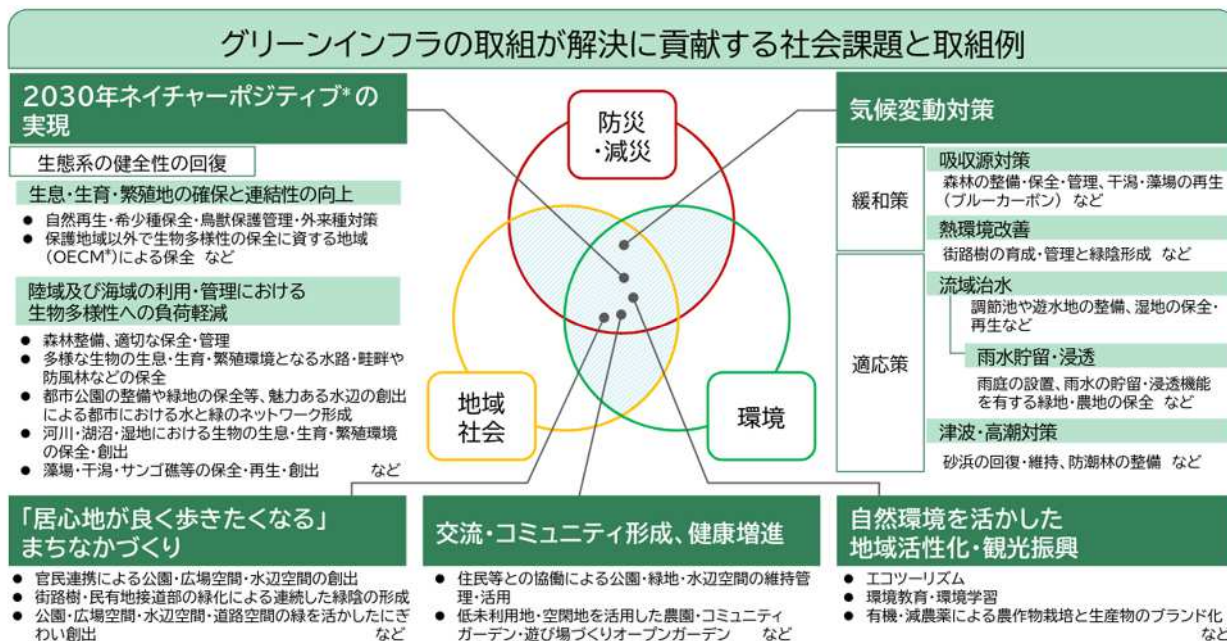 グリーンインフラの取組が解決に貢献する社会課題と取組例
2030年ネイチャーポジティブ*の
実現
生態系の健全性の回復
生息・生育・繁殖地の確保と連結性の向上
● 自然再生・希少種保全・鳥獣保護管理・外来種対策
● 保護地域以外で生物多様性の保全に資する地域
(OECM*)による保全 など
陸域及び海域の利用・管理における
生物多様性への負荷軽減
● 森林整備、適切な保全・管理
● 多様な生物の生息・生育・繁殖環境となる水路・畦畔や
防風林などの保全
● 都市公園の整備や緑地の保全等、魅力ある水辺の創出
による都市における水と緑のネットワーク形成
● 河川・湖沼・湿地における生物の生息・生育・繁殖環境
の保全・創出
● 藻場・干潟・サンゴ礁等の保全・再生・創出 など
防災
・減災
地域
社会
環境
気候変動対策
緩和策
吸収源対策
森林の整備・保全・管理、干潟・藻場の再生
(ブルーカーボン) など
熱環境改善
街路樹の育成・管理と緑陰形成 など
適応策
流域治水
調節池や遊水地の整備、湿地の保全・
再生など
雨水貯留・浸透
雨庭の設置、雨水の貯留・浸透機能
を有する緑地・農地の保全 など
津波・高潮対策
砂浜の回復・維持、防潮林の整備 など
「居心地が良く歩きたくなる」
まちなかづくり
● 官民連携による公園・広場空間・水辺空間の創出
● 街路樹・民有地接道部の緑化による連続した緑陰の形成
● 公園・広場空間・水辺空間・道路空間の緑を活かしたにぎ
わい創出 など
交流・コミュニティ形成、健康増進
● 住民等との協働による公園・緑地・水辺空間の維持管
理・活用
● 低未利用地・空閑地を活用した農園・コミュニティ
ガーデン・遊び場づくりオープンガーデン など
自然環境を活かした
地域活性化・観光振興
● エコツーリズム
● 環境教育・環境学習
● 有機・減農薬による農作物栽培と生産物のブランド化
など